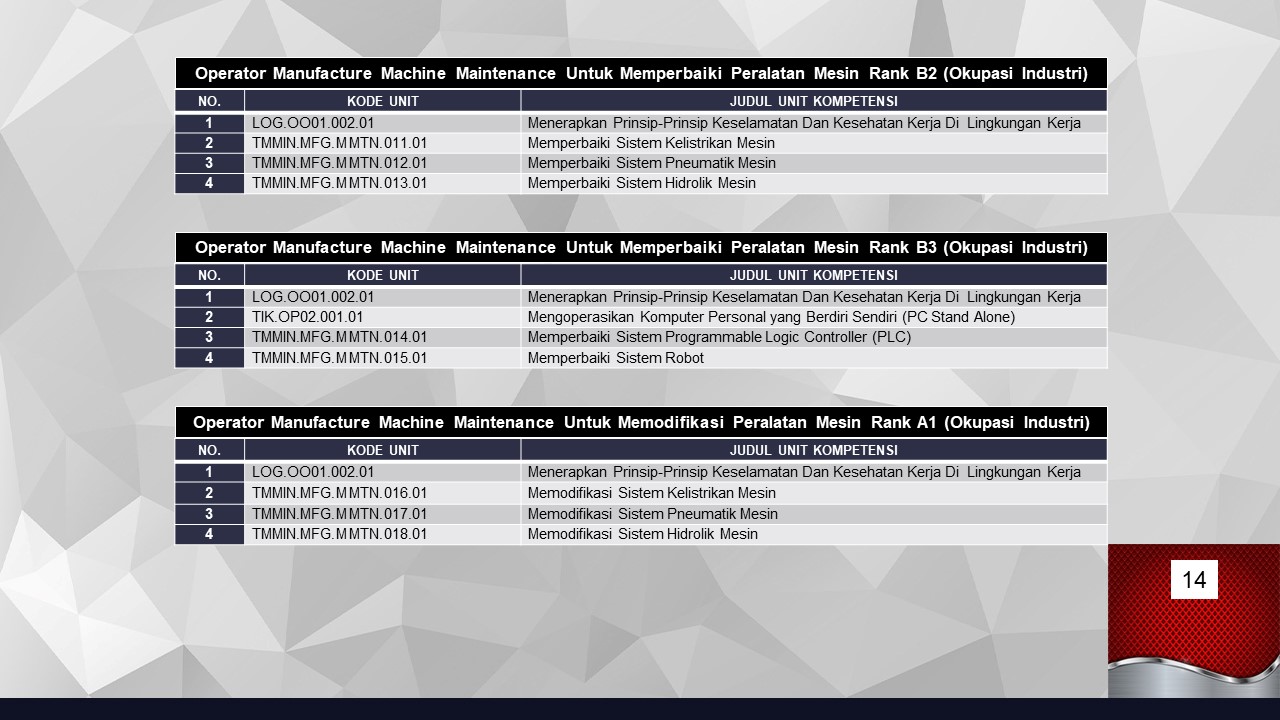 Operator Manufacture Machine Maintenance Untuk Memperbaiki Peralatan Mesin Rank B2 (Okupasi Industri)
NO. KODE UNIT JUDUL UNIT KOMPETENSI
1 LOG.OO01.002.01 Menerapkan Prinsip-Prinsip Keselamatan Dan Kesehatan Kerja Di Lingkungan Kerja
2 TMMIN.MFG.MMTN.011.01 Memperbaiki Sistem Kelistrikan Mesin
3 TMMIN.MFG.MMTN.012.01 Memperbaiki Sistem Pneumatik Mesin
4 TMMIN.MFG.MMTN.013.01 Memperbaiki Sistem Hidrolik Mesin
Operator Manufacture Machine Maintenance Untuk Memperbaiki Peralatan Mesin Rank B3 (Okupasi Industri)
NO. KODE UNIT JUDUL UNIT KOMPETENSI
1 LOG.OO01.002.01 Menerapkan Prinsip-Prinsip Keselamatan Dan Kesehatan Kerja Di Lingkungan Kerja
2 TIK.OP02.001.01 Mengoperasikan Komputer Personal yang Berdiri Sendiri (PC Stand Alone)
3 TMMIN.MFG.MMTN.014.01 Memperbaiki Sistem Programmable Logic Controller (PLC)
4 TMMIN.MFG.MMTN.015.01 Memperbaiki Sistem Robot
Operator Manufacture Machine Maintenance Untuk Memodifikasi Peralatan Mesin Rank A1 (Okupasi Industri)
NO. KODE UNIT JUDUL UNIT KOMPETENSI
1 LOG.OO01.002.01 Menerapkan Prinsip-Prinsip Keselamatan Dan Kesehatan Kerja Di Lingkungan Kerja
2 TMMIN.MFG.MMTN.016.01 Memodifikasi Sistem Kelistrikan Mesin
3 TMMIN.MFG.MMTN.017.01 Memodifikasi Sistem Pneumatik Mesin
4 TMMIN.MFG.MMTN.018.01 Memodifikasi Sistem Hidrolik Mesin
14